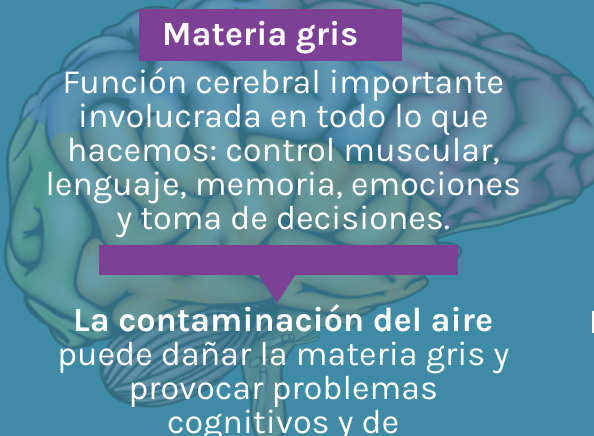 Materia gris
Función cerebral importante
involucrada en todo lo que
hacemos: control muscular,
lenguaje, memoria, emociones
y toma de decisiones.
La contaminación del aire
puede dañar la materia gris y
provocar problemas
cognitivos y de